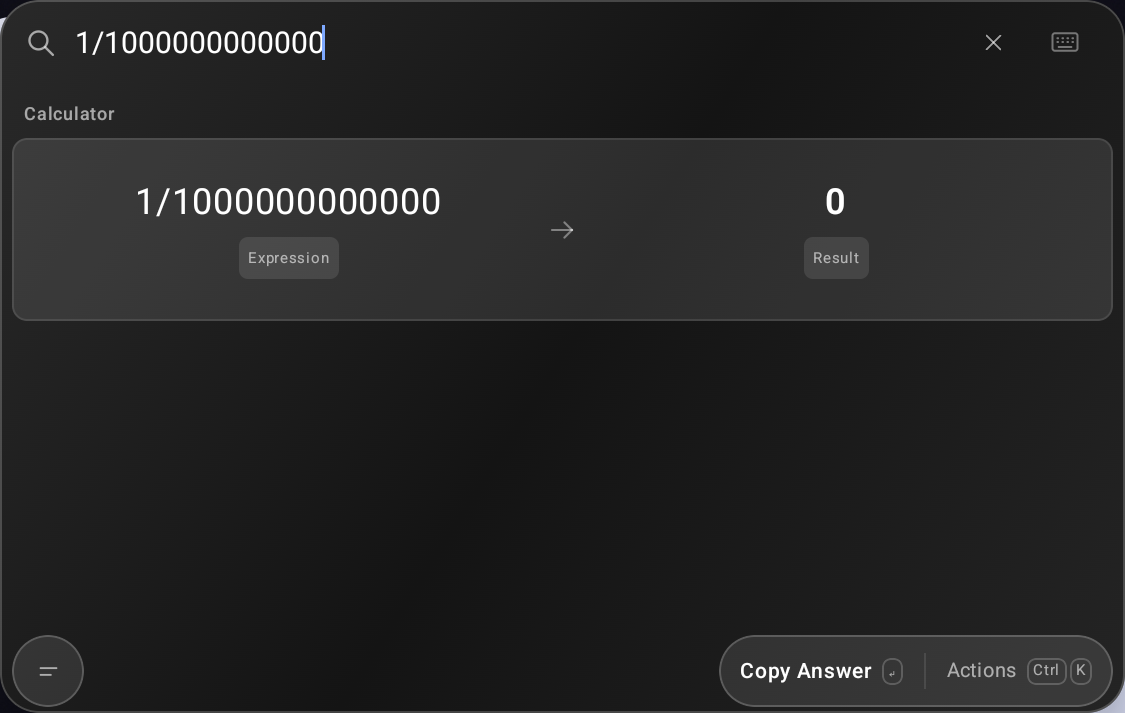 1/1000000000000
Calculator
1/1000000000000
0
Expression
Result
Copy Answer
Actions Ctrl K